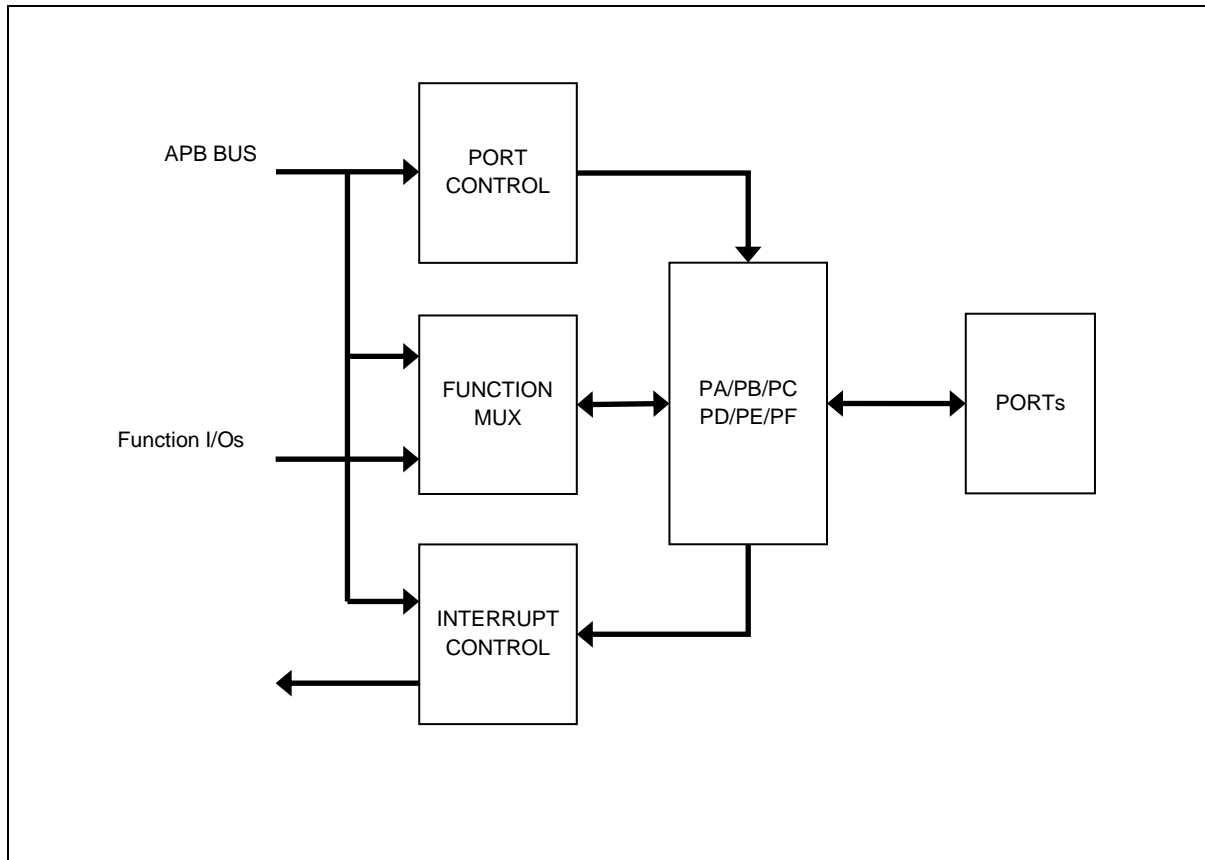 APB BUS
PORT
CONTROL
FUNCTION
MUX
Function I/Os
PA/PB/PC
PD/PE/PF
PORTs
INTERRUPT
CONTROL